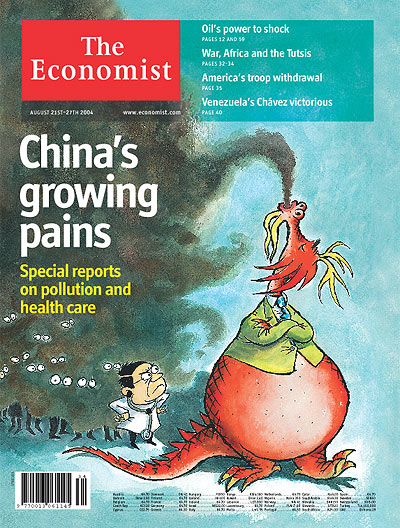 The
Economist
AUGUST 21ST-27TH 2004
www.economist.com
Oil's power to shock
PAGES 12 AND 59
War, Africa and the Tutsis
PAGES 32-34
America's troop withdrawal
PAGE 35
Venezuela's Chávez victorious
PAGE 40
China's
growing
pains
Special reports
on pollution and
health care